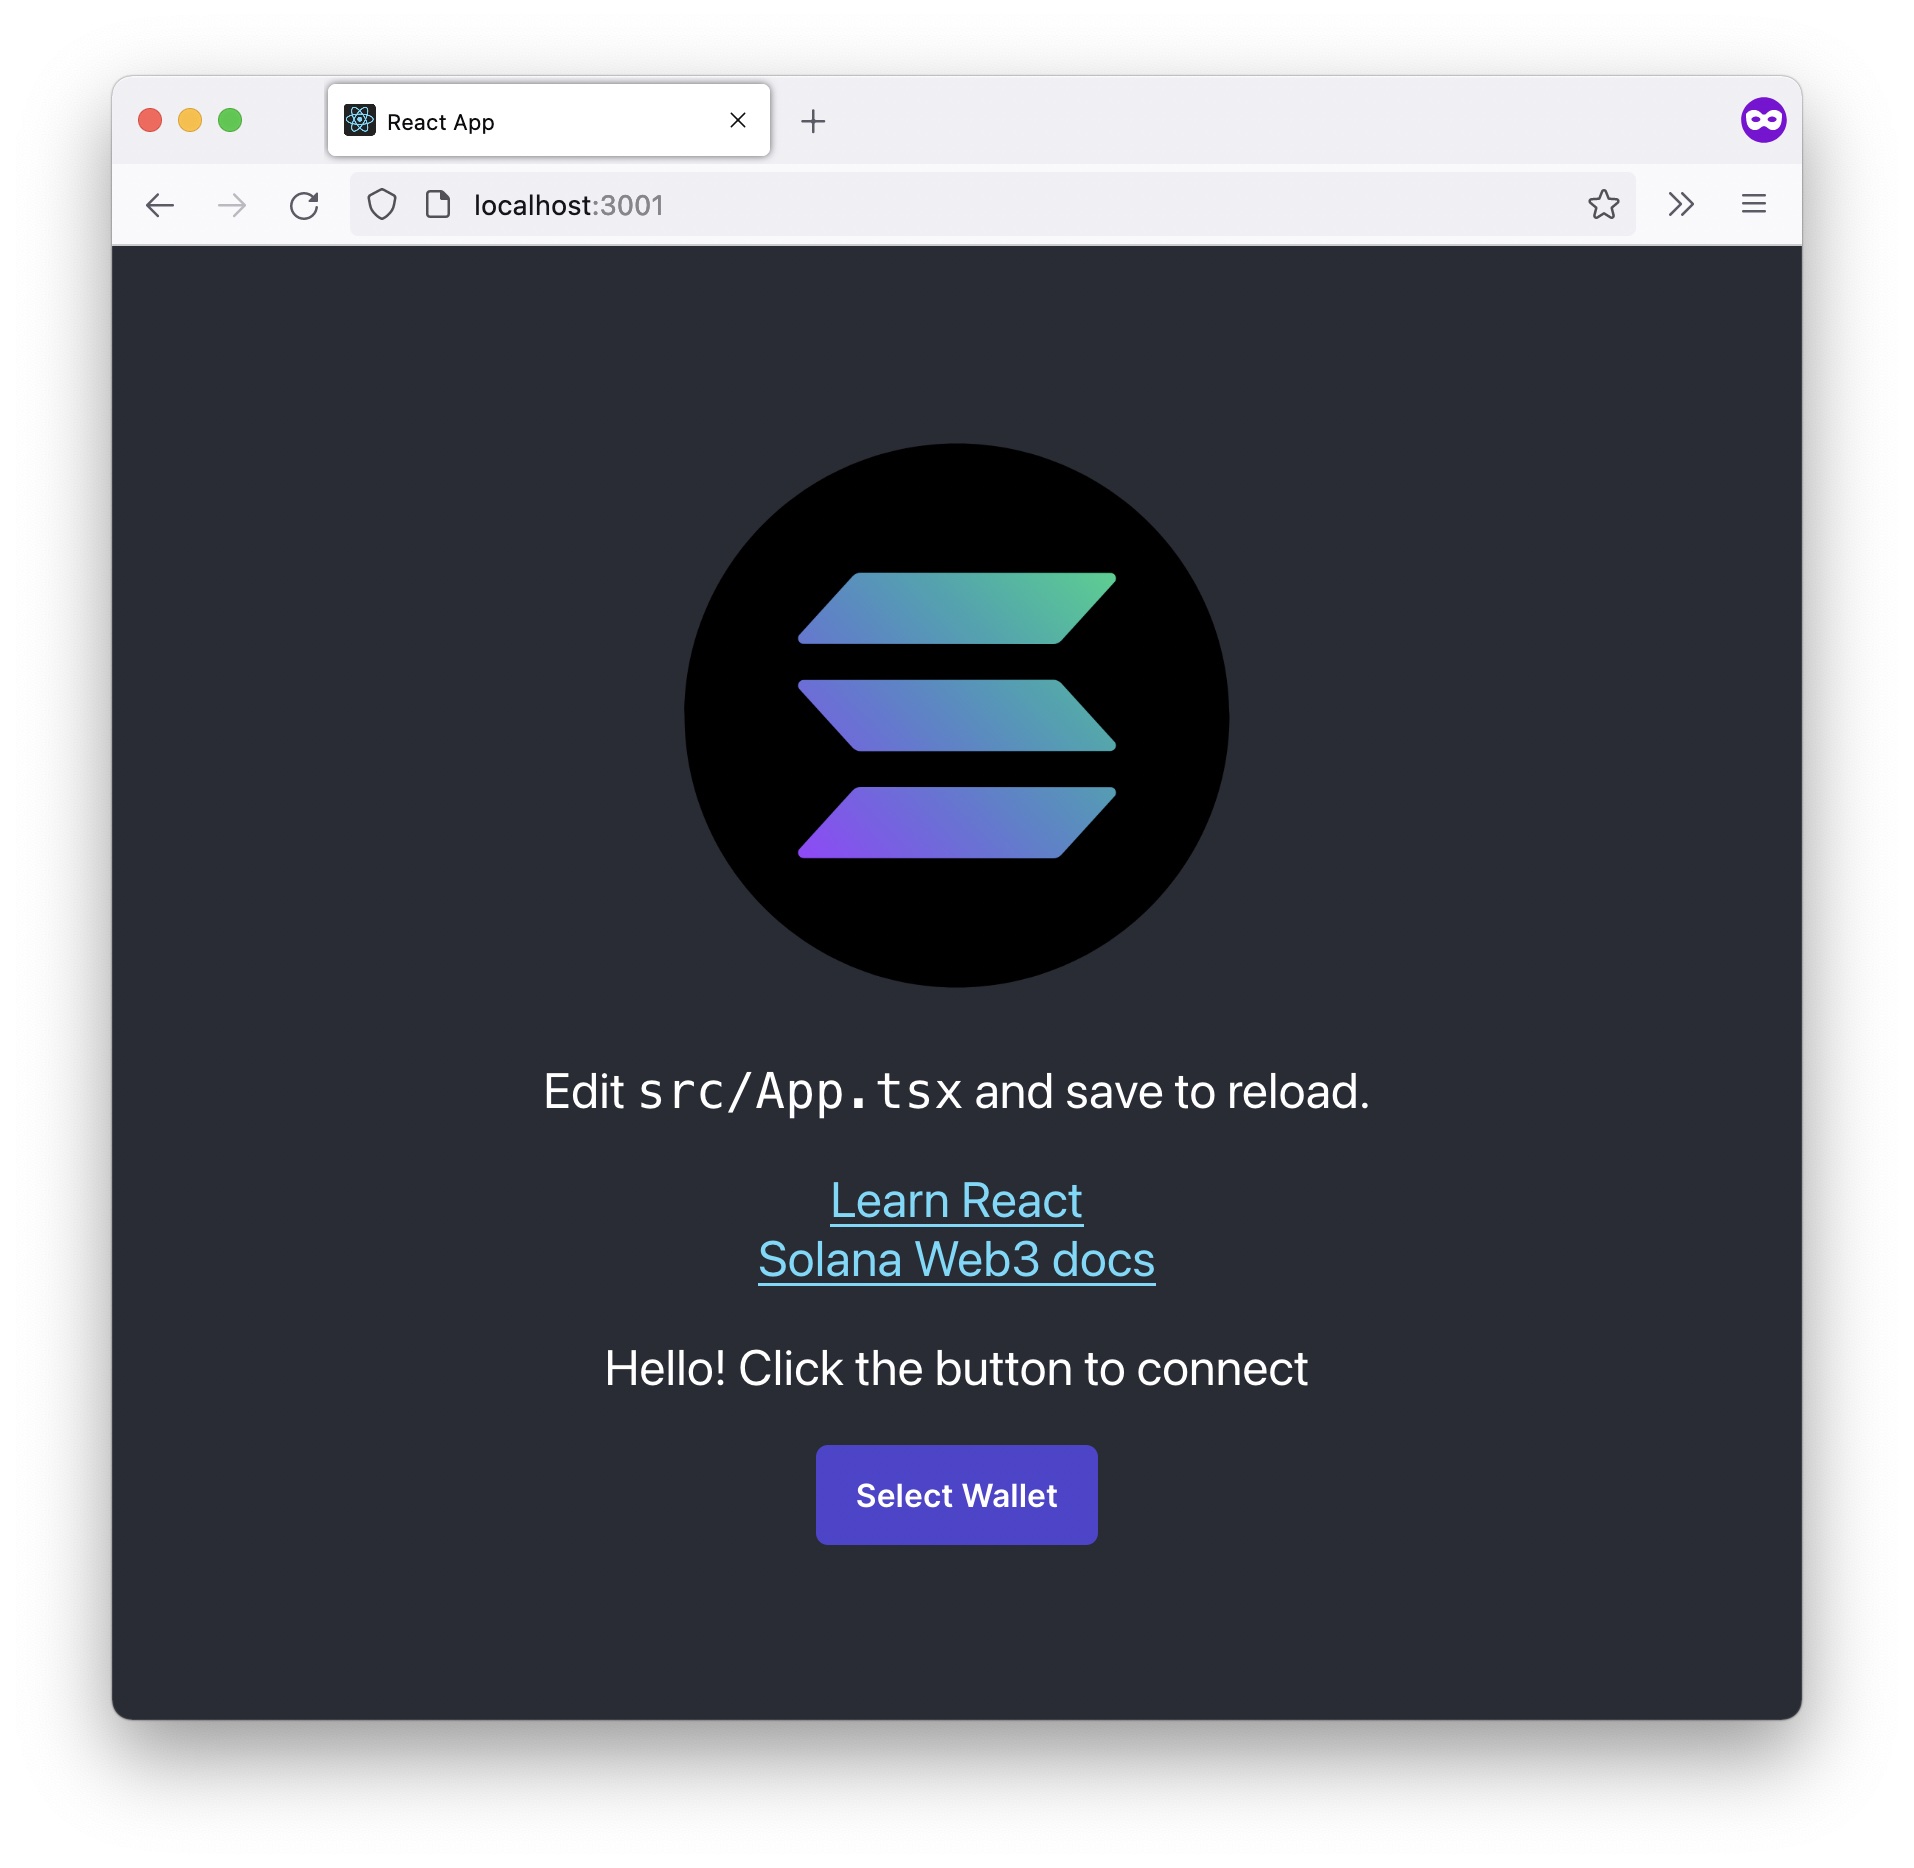 React App
localhost:3001
Edit src/App.tsx and save to reload.
Learn React
Solana Web3 docs
Hello! Click the button to connect
Select Wallet